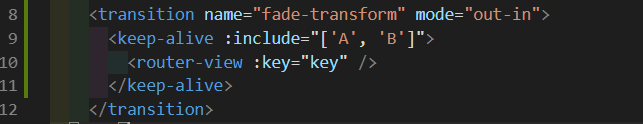 8 <transition name="fade-transform" mode="out-in">
9 <keep-alive :include="['A', 'B']">
10 <router-view :key="key" />
11 </keep-alive>
12 </transition>